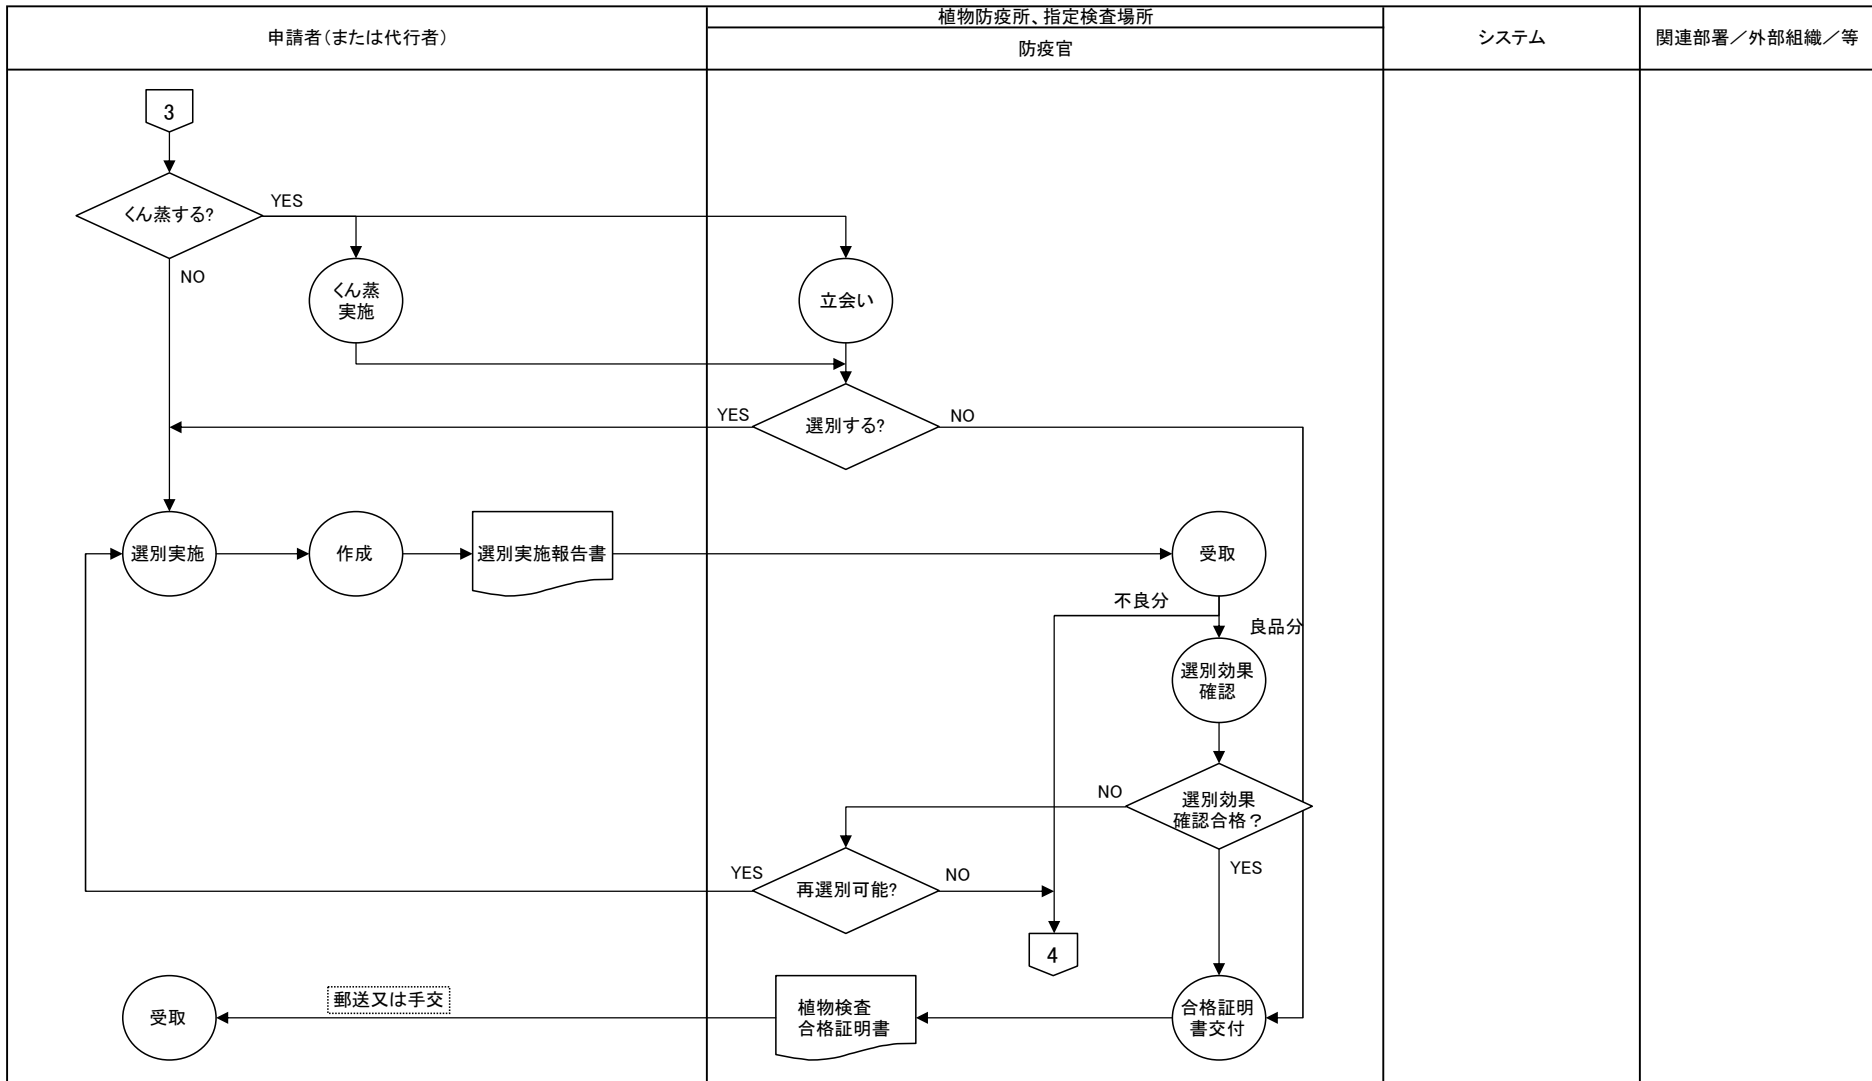 植物防疫所、指定検査場所
申請者（または代行者）
防疫官
システム
関連部署／外部組織／等
3
くん蒸する?
YES
NO
くん蒸
実施
立会い
YES
選別する?
NO
選別実施
作成
選別実施報告書
受取
不良分
良品分
選別効果
確認
NO
選別効果
確認合格？
YES
YES
再選別可能?
NO
4
受取
郵送又は手交
植物検査
合格証明書
合格証明
書交付